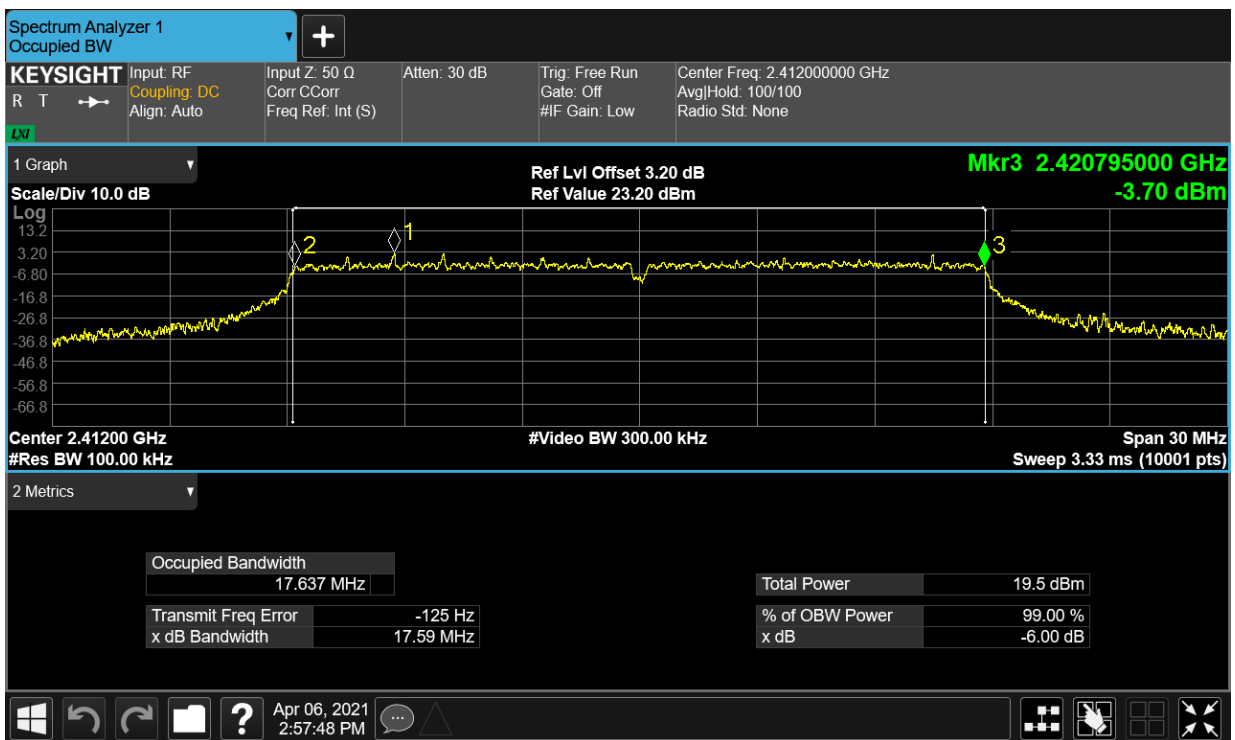 Spectrum Analyzer 1
Occupied BW
KEYSIGHT
R T
LXI
Input: RF
Coupling: DC
Align: Auto
Input Z: 50 Ω
Corr CCorr
Freq Ref: Int (S)
Atten: 30 dB
Trig: Free Run
Gate: Off
#IF Gain: Low
Center Freq: 2.412000000 GHz
Avg|Hold: 100/100
Radio Std: None
1 Graph
Scale/Div 10.0 dB
Ref Lvl Offset 3.20 dB
Ref Value 23.20 dBm
Mkr3 2.420795000 GHz
-3.70 dBm
Log
13.2
3.20
-6.80
-16.8
-26.8
-36.8
-46.8
-56.8
-66.8
2
1
3
Center 2.41200 GHz
#Res BW 100.00 kHz
#Video BW 300.00 kHz
Span 30 MHz
Sweep 3.33 ms (10001 pts)
2 Metrics
Occupied Bandwidth
17.637 MHz
Transmit Freq Error -125 Hz
x dB Bandwidth 17.59 MHz
Total Power 19.5 dBm
% of OBW Power 99.00 %
x dB -6.00 dB
?
Apr 06, 2021
2:57:48 PM